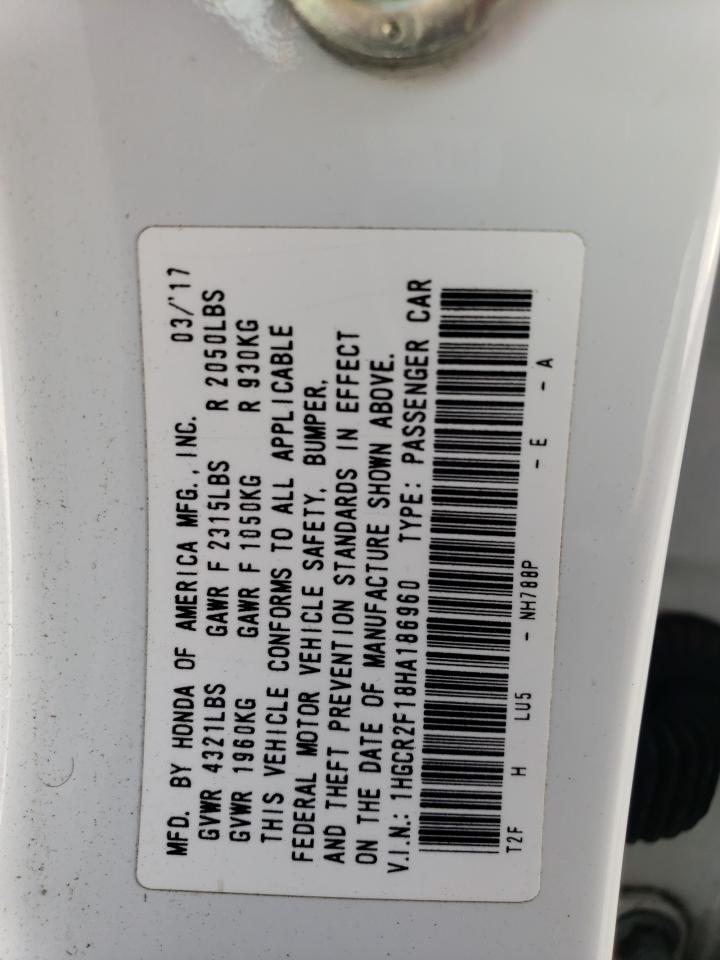 MFD. BY HONDA OF AMERICA MFG., INC. 03/'17
GVWR 4321LBS GAWR F 2315LBS R 2050LBS
GVWR 1960KG GAWR F 1050KG R 930KG
THIS VEHICLE CONFORMS TO ALL APPLICABLE
FEDERAL MOTOR VEHICLE SAFETY, BUMPER,
AND THEFT PREVENTION STANDARDS IN EFFECT
ON THE DATE OF MANUFACTURE SHOWN ABOVE.
V.I.N.: 1HGCR2F18HA186960 TYPE: PASSENGER CAR
T2F H LU5 - NH788P - E - A